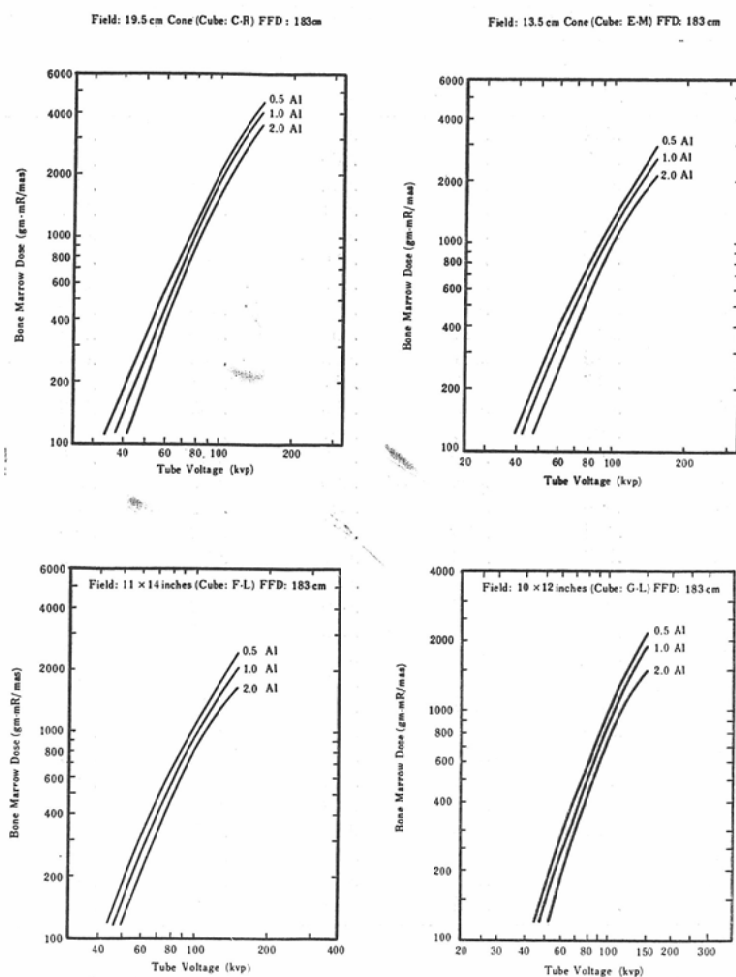 Field: 19.5 cm Cone (Cube: C-R) FFD : 183cm
6000
4000
2000
1000
800
600
400
200
100
0.5 Al
1.0 Al
2.0 Al
40 60 80 100 200
Tube Voltage (kvp)
Bone Marrow Dose (gm-mR/mas)
Field: 13.5 cm Cone (Cube: E-M) FFD: 183 cm
6000
4000
2000
1000
800
600
400
200
100
0.5 Al
1.0 Al
2.0 Al
20 40 60 80 100 200
Tube Voltage (kvp)
Bone Marrow Dose (gm-mR/mas)
Field: 11 × 14 inches (Cube: F-L) FFD: 183 cm
6000
4000
2000
1000
800
600
400
200
100
0.5 Al
1.0 Al
2.0 Al
40 60 80 100 200 300 400
Tube Voltage (kvp)
Bone Marrow Dose (gm-mR/mas)
Field: 10 × 12 inches (Cube: G-L) FFD: 183 cm
4000
2000
1000
800
600
400
200
100
0.5 Al
1.0 Al
2.0 Al
20 30 40 60 80 100 150 200 300
Tube Voltage (kvp)
Bone Marrow Dose (gm-mR/mas)